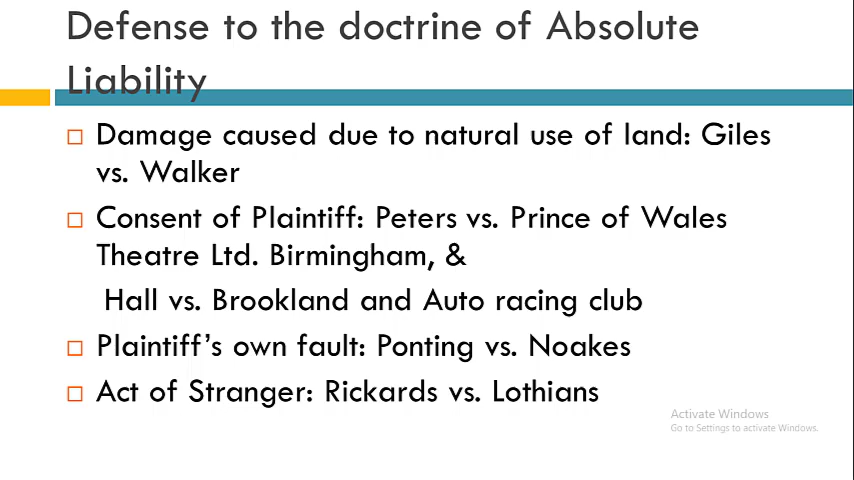 Defense to the doctrine of Absolute
Liability
Damage caused due to natural use of land: Giles
vs. Walker
Consent of Plaintiff: Peters vs. Prince of Wales
Theatre Ltd. Birmingham, &
Hall vs. Brookland and Auto racing club
Plaintiff’s own fault: Ponting vs. Noakes
Act of Stranger: Rickards vs. Lothians
Activate Windows
Go to Settings to activate Windows.